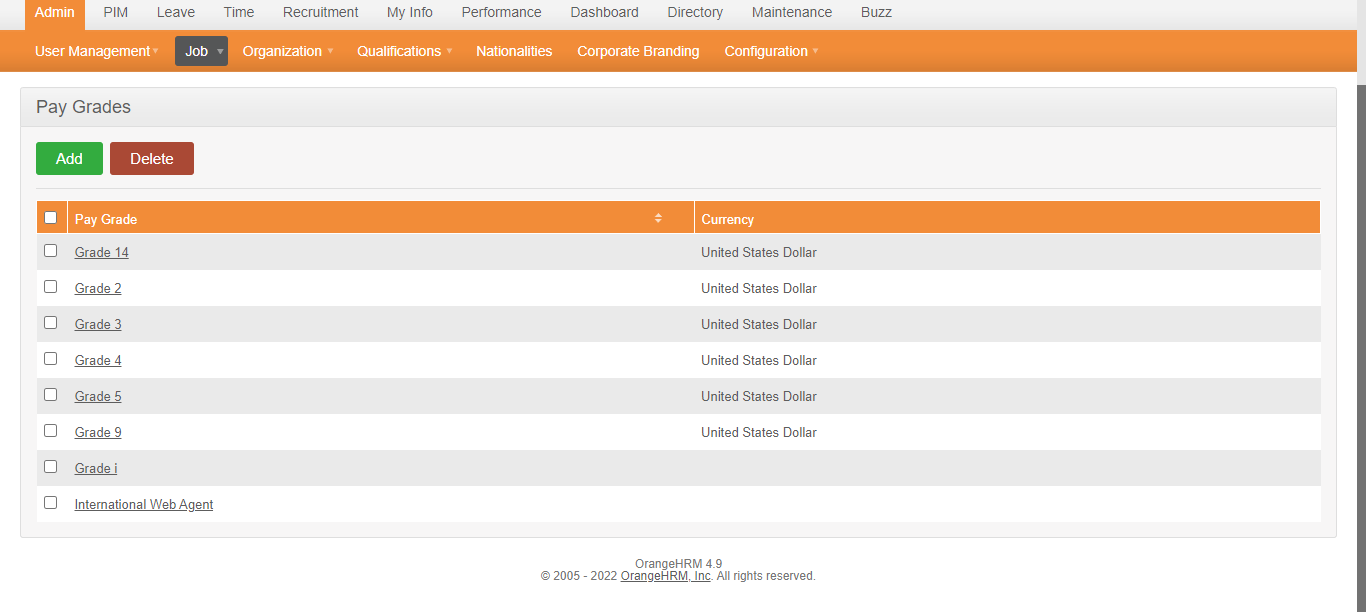 Admin PIM Leave Time Recruitment My Info Performance Dashboard Directory Maintenance Buzz
User Management Job Organization Qualifications Nationalities Corporate Branding Configuration
Pay Grades
Add Delete
Pay Grade Currency
Grade 14 United States Dollar
Grade 2 United States Dollar
Grade 3 United States Dollar
Grade 4 United States Dollar
Grade 5 United States Dollar
Grade 9 United States Dollar
Grade i
International Web Agent
OrangeHRM 4.9
© 2005 - 2022 OrangeHRM, Inc. All rights reserved.